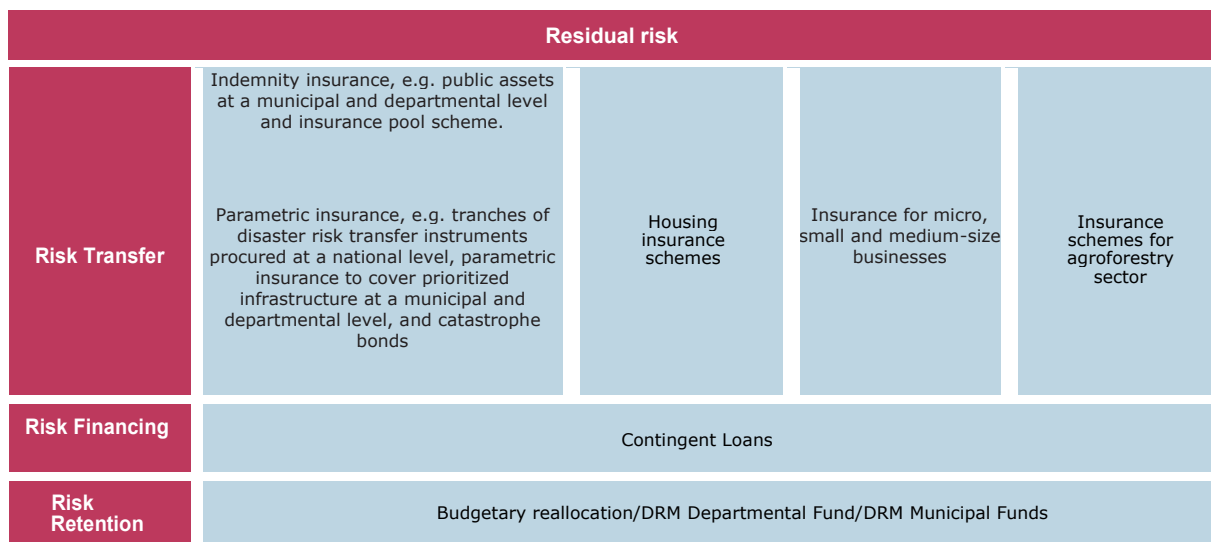 Residual risk
Risk Transfer
Indemnity insurance, e.g. public assets
at a municipal and departmental level
and insurance pool scheme.
Parametric insurance, e.g. tranches of
disaster risk transfer instruments
procured at a national level, parametric
insurance to cover prioritized
infrastructure at a municipal and
departmental level, and catastrophe
bonds
Housing
insurance
schemes
Insurance for micro,
small and medium-size
businesses
Insurance
schemes for
agroforestry
sector
Risk Financing
Contingent Loans
Risk
Retention
Budgetary reallocation/DRM Departmental Fund/DRM Municipal Funds